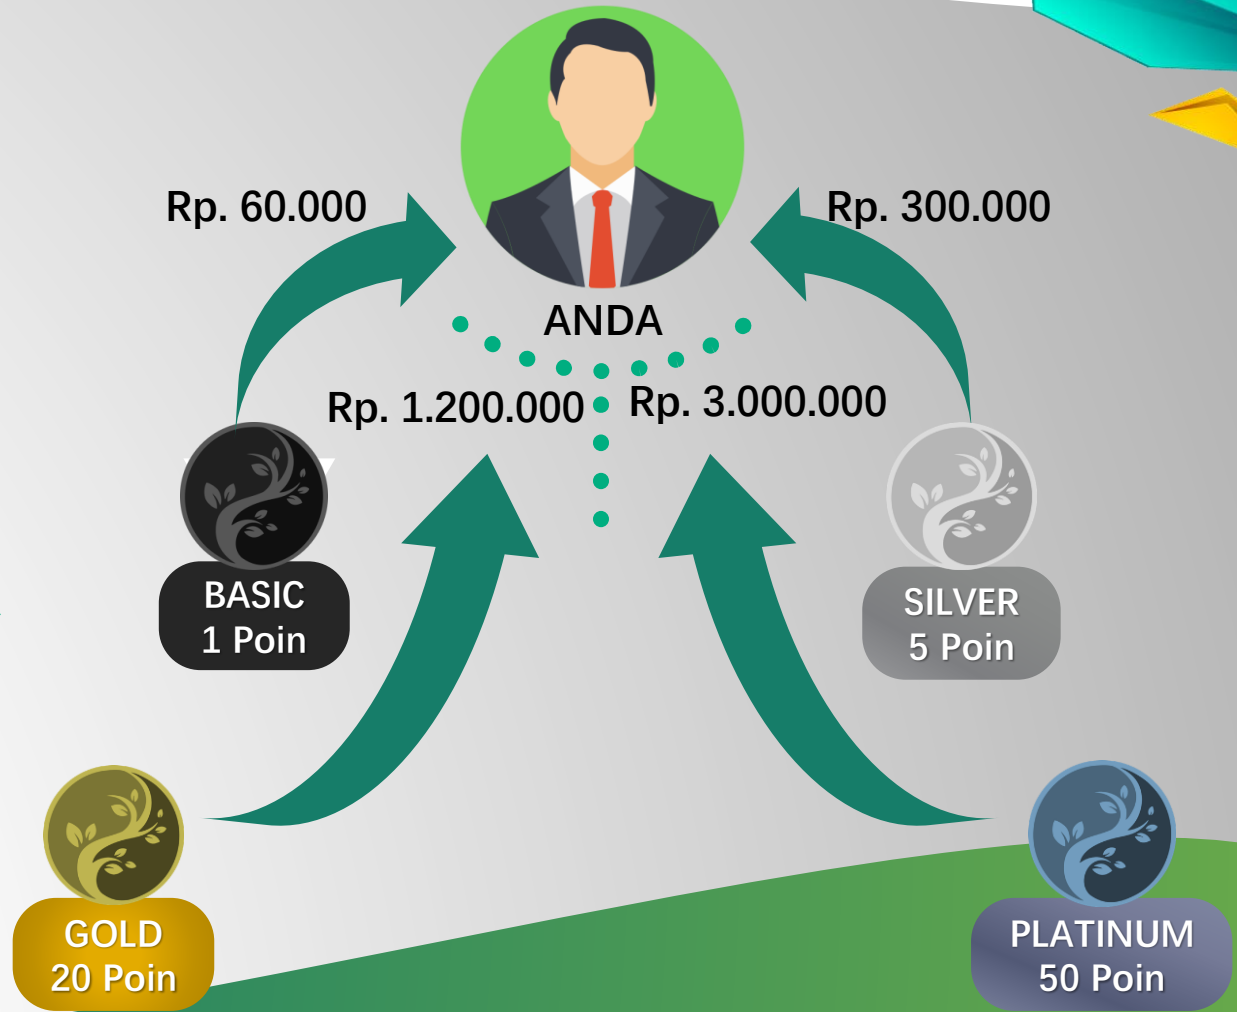 Rp. 60.000
Rp. 300.000
ANDA
Rp. 1.200.000
Rp. 3.000.000
BASIC
1 Poin
SILVER
5 Poin
GOLD
20 Poin
PLATINUM
50 Poin